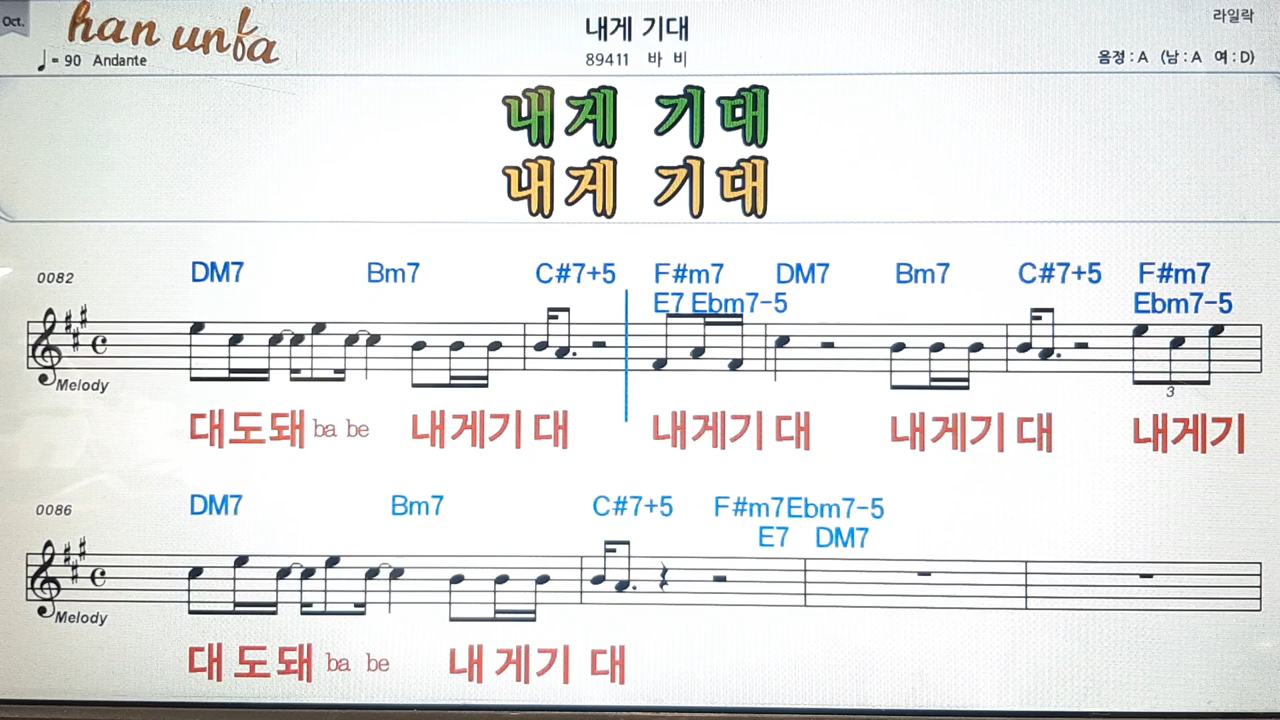 Oct.
han unfa
내게 기대
라일락
♩= 90 Andante
89411 바 비
음정 : A (남 : A 여 : D)
내게 기대
내게 기대
0082
DM7 Bm7 C#7+5 F#m7 DM7 Bm7 C#7+5 F#m7
E7 Ebm7-5 Ebm7-5
Melody
3
대도돼 ba be 내게기 대 내게기 대 내게기 대 내게기
0086
DM7 Bm7 C#7+5 F#m7 Ebm7-5
E7 DM7
Melody
대 도돼 ba be 내 게기 대